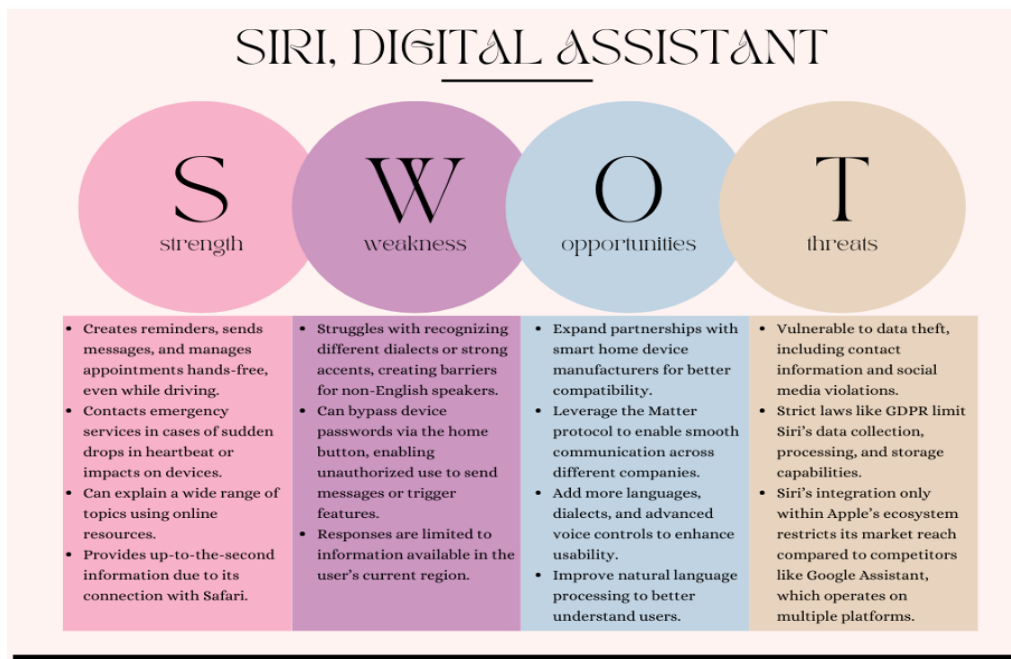 SIRI, DIGITAL ASSISTANT
S
strength
W
weakness
O
opportunities
T
threats
• Creates reminders, sends
messages, and manages
appointments hands-free,
even while driving.
• Contacts emergency
services in cases of sudden
drops in heartbeat or
impacts on devices.
• Can explain a wide range of
topics using online
resources.
• Provides up-to-the-second
information due to its
connection with Safari.
• Struggles with recognizing
different dialects or strong
accents, creating barriers
for non-English speakers.
• Can bypass device
passwords via the home
button, enabling
unauthorized use to send
messages or trigger
features.
• Responses are limited to
information available in the
user's current region.
• Expand partnerships with
smart home device
manufacturers for better
compatibility.
• Leverage the Matter
protocol to enable smooth
communication across
different companies.
• Add more languages,
dialects, and advanced
voice controls to enhance
usability.
• Improve natural language
processing to better
understand users.
• Vulnerable to data theft,
including contact
information and social
media violations.
• Strict laws like GDPR limit
Siri's data collection,
processing, and storage
capabilities.
• Siri's integration only
within Apple's ecosystem
restricts its market reach
compared to competitors
like Google Assistant,
which operates on
multiple platforms.